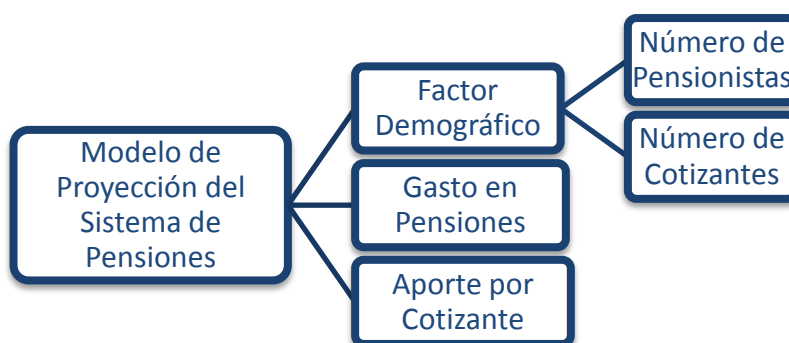 Modelo de
Proyección del
Sistema de
Pensiones
Factor
Demográfico
Gasto en
Pensiones
Aporte por
Cotizante
Número de
Pensionistas
Número de
Cotizantes